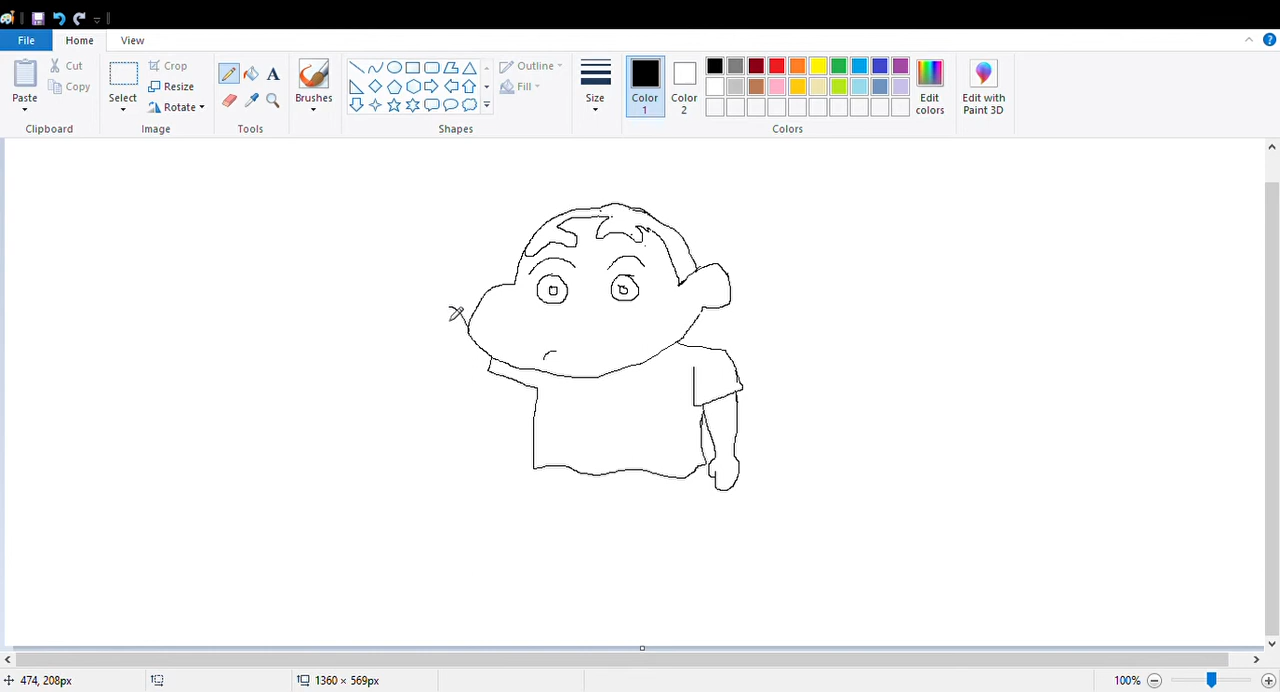 File Home View
Cut
Copy
Paste
Clipboard
Select
Crop
Resize
Rotate
Image
A
Tools
Brushes
Outline
Fill
Shapes
Size
Color 1
Color 2
Edit colors
Colors
Edit with Paint 3D
474, 208px
1360 × 569px
100%